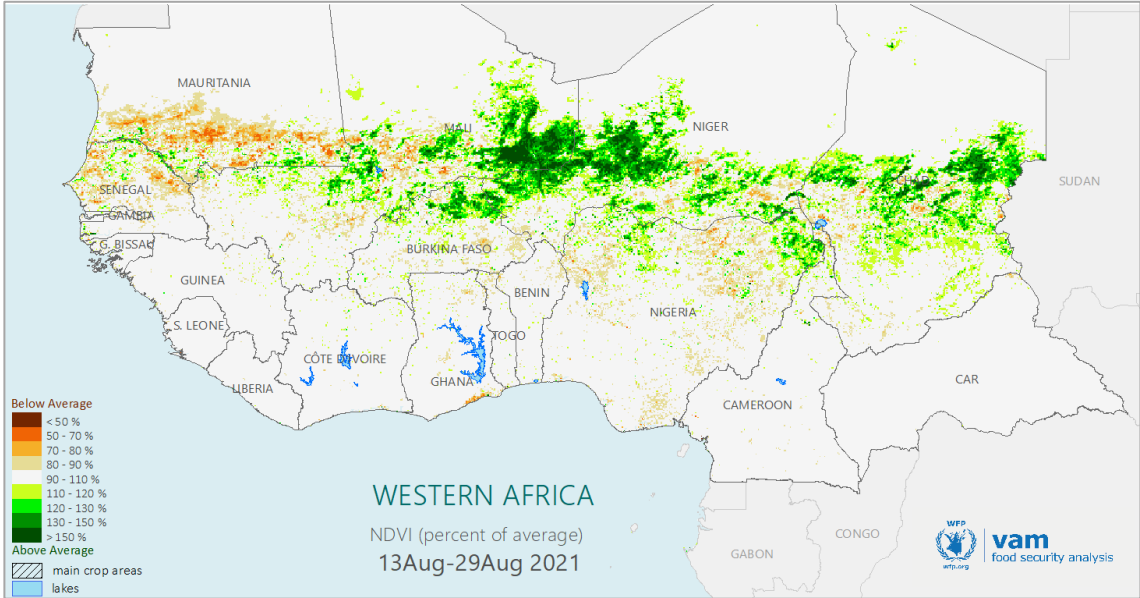 MAURITANIA
MALI
NIGER
SUDAN
CHAD
SENEGAL
GAMBIA
G. BISSAU
BURKINA FASO
GUINEA
BENIN
NIGERIA
S. LEONE
TOGO
CÔTE D'IVOIRE
GHANA
LIBERIA
CAR
CAMEROON
Below Average
< 50 %
50 - 70 %
70 - 80 %
80 - 90 %
90 - 110 %
110 - 120 %
120 - 130 %
130 - 150 %
> 150 %
Above Average
main crop areas
lakes
WESTERN AFRICA
NDVI (percent of average)
13Aug-29Aug 2021
GABON
CONGO
WFP
wfp.org
vam
food security analysis